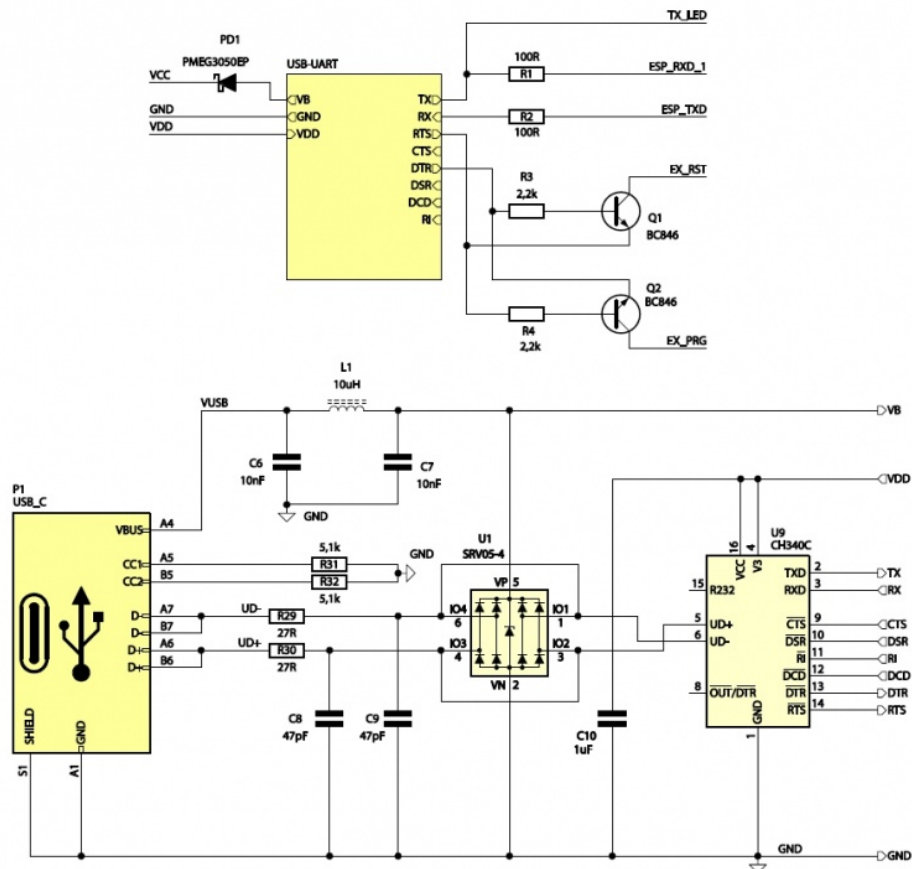 TX_LED
PD1
PMEG3050EP
USB-UART
100R
VCC
ESP_RXD_1
R1
VB
TX
GND
GND
RX
R2
ESP_TXD
VDD
VDD
RTS
100R
CTS
DTR
R3
EX_RST
DSR
2,2k
DCD
Q1
RI
BC846
Q2
BC846
R4
2,2k
EX_PRG
L1
10uH
VUSB
VB
C6
C7
10nF
10nF
VDD
P1
USB_C
GND
VBUS
A4
U1
SRV05-4
U9
CH340C
5,1k
GND
CC1
A5
R31
CC2
B5
R32
5,1k
16
4
VCC
V3
TXD
2
TX
15
R232
RXD
3
RX
VP
5
D-
A7
UD-
R29
IO4
IO1
6
1
D-
B7
27R
5
UD+
CTS
9
CTS
6
UD-
DSR
10
DSR
D+
A6
UD+
R30
IO3
IO2
4
3
RI
11
RI
D+
B6
27R
DCD
12
DCD
VN
2
8
OUT/DTR
DTR
13
DTR
RTS
14
RTS
GND
1
C8
C9
47pF
47pF
C10
1uF
SHIELD
GND
S1
A1
GND
GND